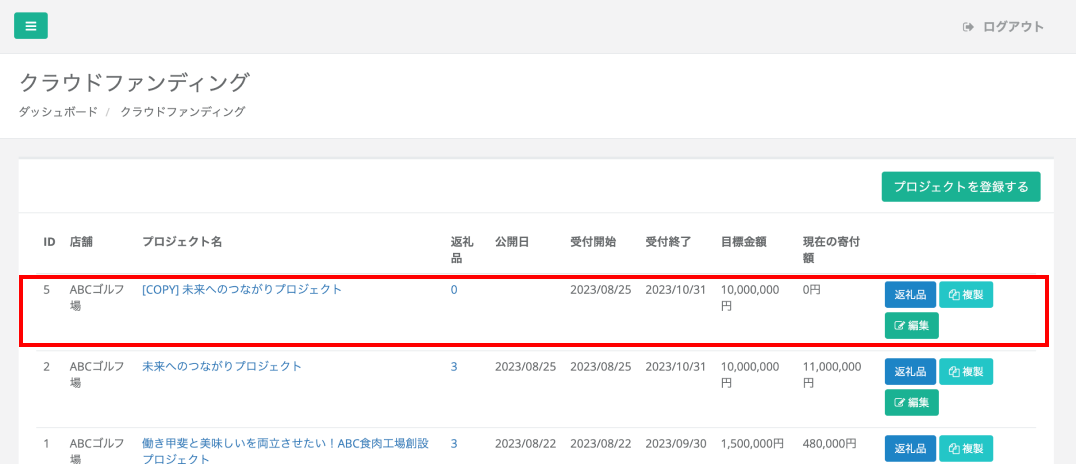 ログアウト
クラウドファンディング
ダッシュボード / クラウドファンディング
プロジェクトを登録する
ID 店舗 プロジェクト名 返礼品 公開日 受付開始 受付終了 目標金額 現在の寄付額
5 ABCゴルフ場 [COPY] 未来へのつながりプロジェクト 0 2023/08/25 2023/10/31 10,000,000円 0円 返礼品 複製
編集
2 ABCゴルフ場 未来へのつながりプロジェクト 3 2023/08/25 2023/08/25 2023/10/31 10,000,000円 11,000,000円 返礼品 複製
編集
1 ABCゴルフ場 働き甲斐と美味しいを両立させたい！ABC食肉工場創設プロジェクト 3 2023/08/22 2023/08/22 2023/09/30 1,500,000円 480,000円 返礼品 複製